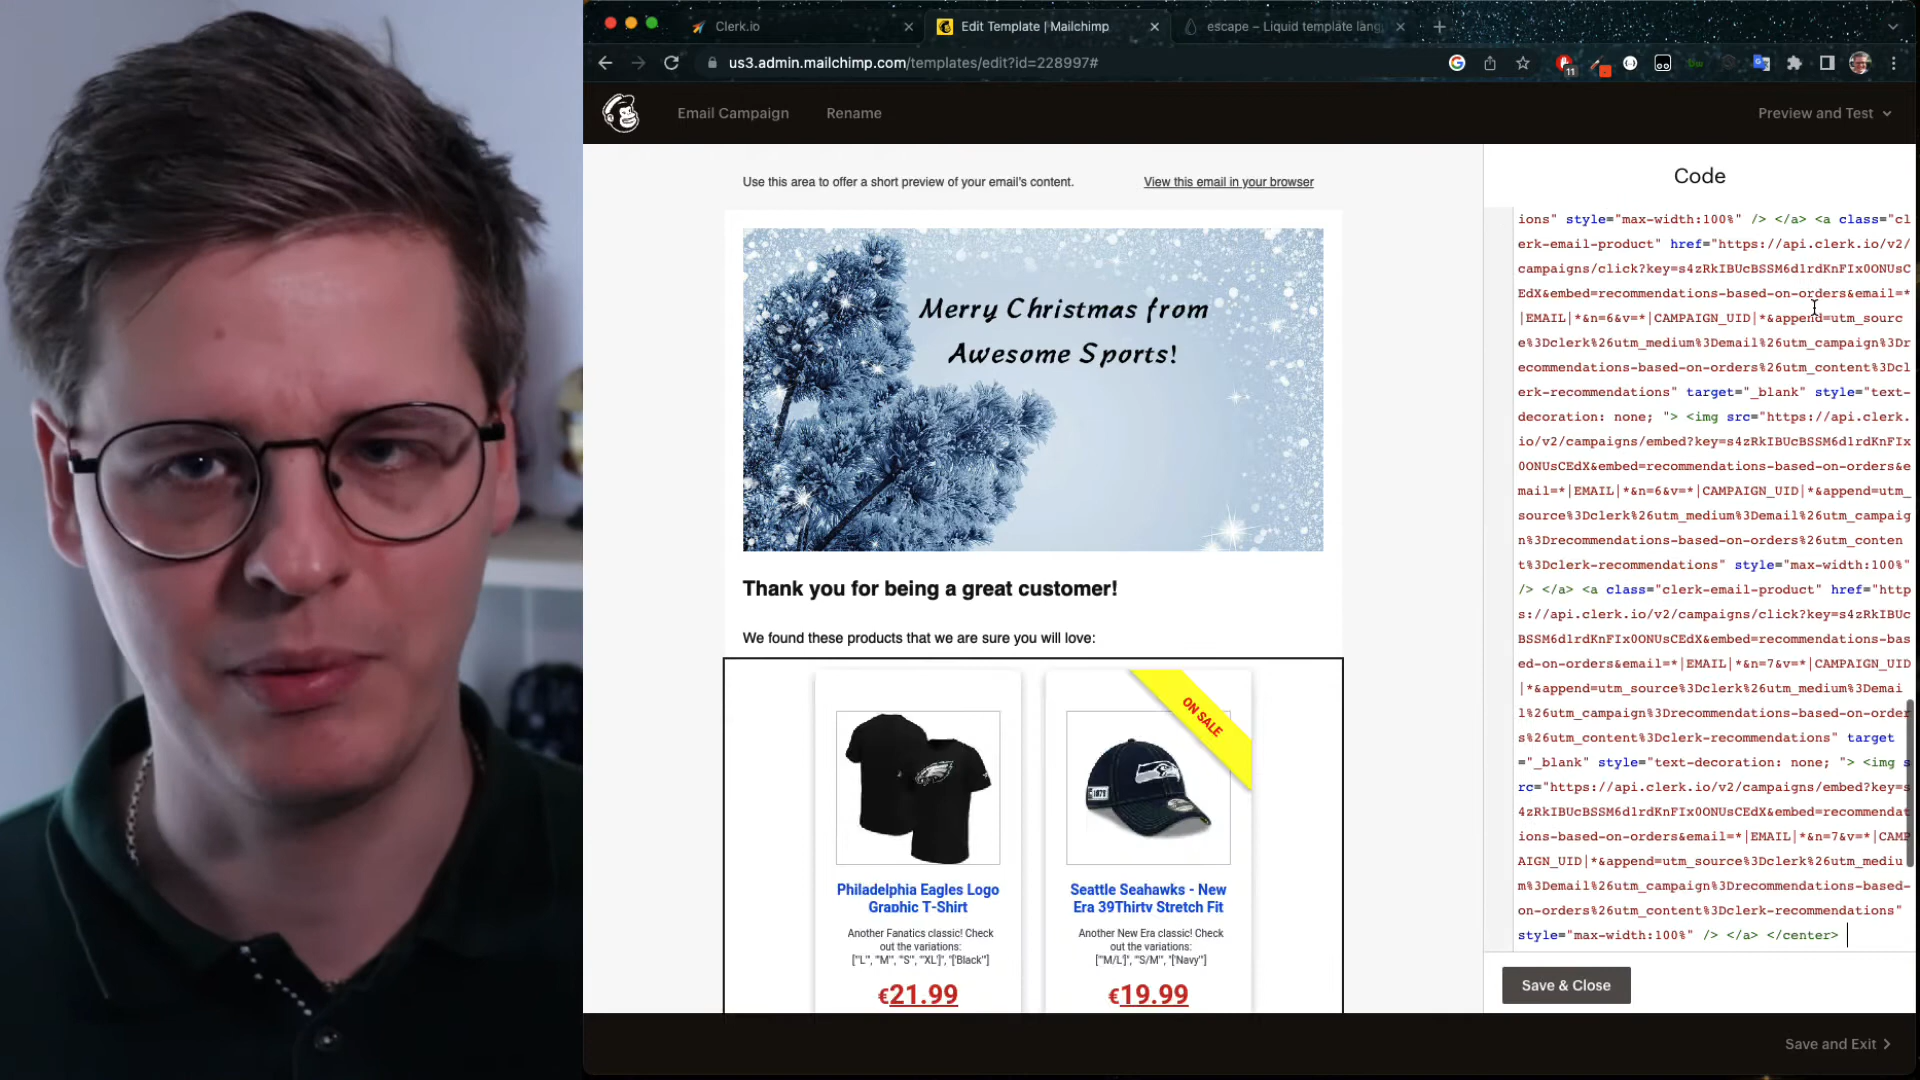 Clerk.io
Edit Template | Mailchimp
escape – Liquid template lang
us3.admin.mailchimp.com/templates/edit?id=228997#
11
Email Campaign
Rename
Preview and Test
Use this area to offer a short preview of your email's content.
View this email in your browser
Merry Christmas from
Awesome Sports!
Thank you for being a great customer!
We found these products that we are sure you will love:
ON SALE
Philadelphia Eagles Logo
Graphic T-Shirt
Another Fanatics classic! Check
out the variations:
["L", "M", "S", "XL"], "['Black"]
€21.99
Seattle Seahawks - New
Era 39Thirty Stretch Fit
Another New Era classic! Check
out the variations:
["M/L'], "S/M", "['Navy"]
€19.99
Code
ions" style="max-width:100%" /> </a> <a class="cl
erk-email-product" href="https://api.clerk.io/v2/
campaigns/click?key=s4zRkIBUcBSSM6d1rdKnFIx0ONUsC
EdX&embed=recommendations-based-on-orders&email=*
|EMAIL|*&n=6&v=*|CAMPAIGN_UID|*&append=utm_sourc
e%3Dclerk%26utm_medium%3Demail%26utm_campaign%3Dr
ecommendations-based-on-orders%26utm_content%3Dcl
erk-recommendations" target="_blank" style="text-
decoration: none; "> <img src="https://api.clerk.
io/v2/campaigns/embed?key=s4zRkIBUcBSSM6d1rdKnFIx
0ONUsCEdX&embed=recommendations-based-on-orders&e
mail=*|EMAIL|*&n=6&v=*|CAMPAIGN_UID|*&append=utm_
source%3Dclerk%26utm_medium%3Demail%26utm_campaig
n%3Drecommendations-based-on-orders%26utm_conten
t%3Dclerk-recommendations" style="max-width:100%"
/> </a> <a class="clerk-email-product" href="http
s://api.clerk.io/v2/campaigns/click?key=s4zRkIBUc
BSSM6d1rdKnFIx0ONUsCEdX&embed=recommendations-bas
ed-on-orders&email=*|EMAIL|*&n=7&v=*|CAMPAIGN_UID
|*&append=utm_source%3Dclerk%26utm_medium%3Demai
l%26utm_campaign%3Drecommendations-based-on-order
s%26utm_content%3Dclerk-recommendations" target
="_blank" style="text-decoration: none; "> <img s
rc="https://api.clerk.io/v2/campaigns/embed?key=s
4zRkIBUcBSSM6d1rdKnFIx0ONUsCEdX&embed=recommendat
ions-based-on-orders&email=*|EMAIL|*&n=7&v=*|CAMP
AIGN_UID|*&append=utm_source%3Dclerk%26utm_mediu
m%3Demail%26utm_campaign%3Drecommendations-based-
on-orders%26utm_content%3Dclerk-recommendations"
style="max-width:100%" /> </a> </center>
Save & Close
Save and Exit